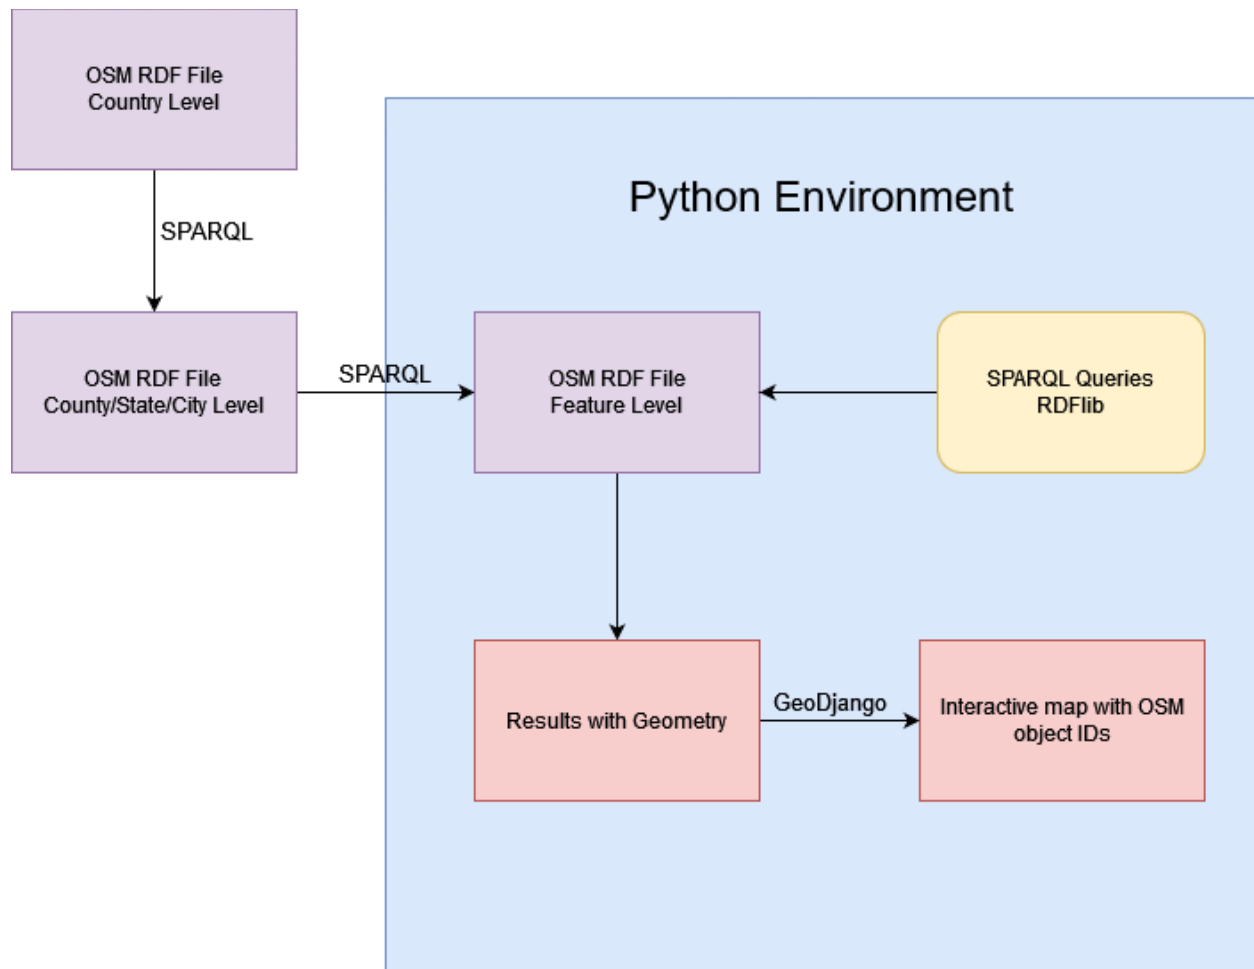 OSM RDF File
Country Level
Python Environment
SPARQL
OSM RDF File
County/State/City Level
SPARQL
OSM RDF File
Feature Level
SPARQL Queries
RDFlib
Results with Geometry
GeoDjango
Interactive map with OSM
object IDs